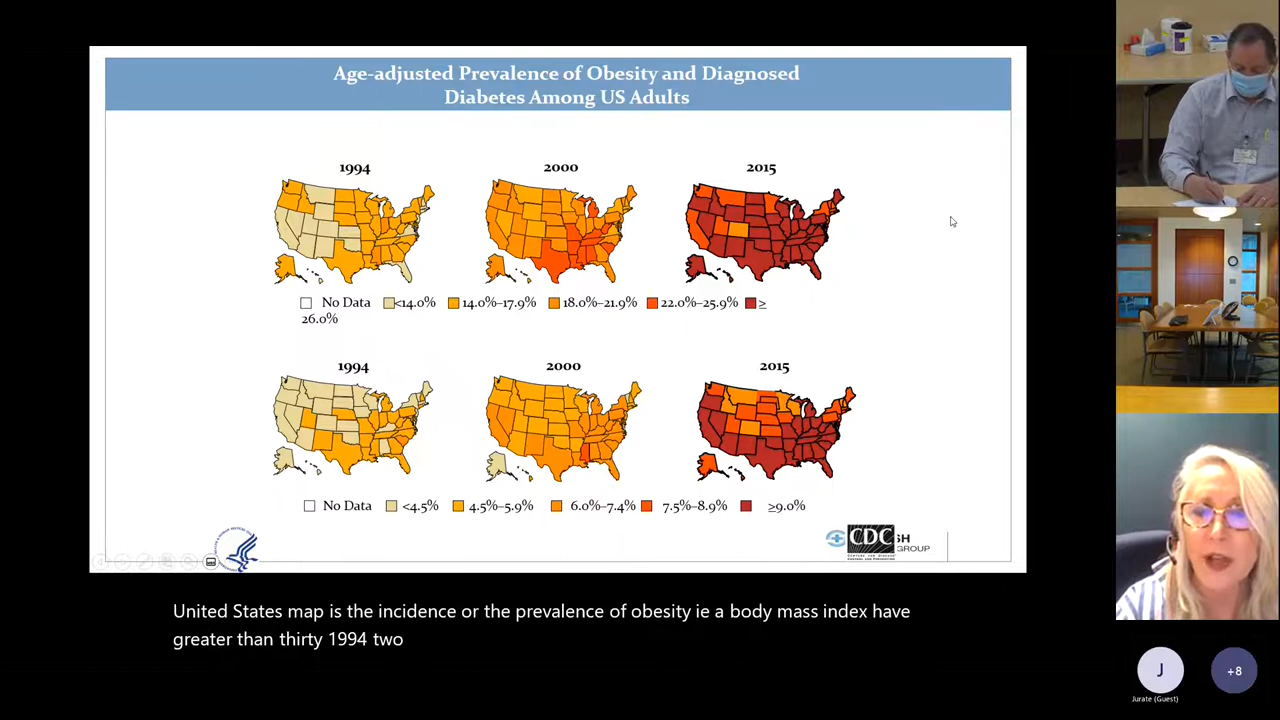 Age-adjusted Prevalence of Obesity and Diagnosed
Diabetes Among US Adults
1994
2000
2015
No Data <14.0% 14.0%–17.9% 18.0%–21.9% 22.0%–25.9% ≥
26.0%
1994
2000
2015
No Data <4.5% 4.5%–5.9% 6.0%–7.4% 7.5%–8.9% ≥9.0%
CDC
SH
GROUP
United States map is the incidence or the prevalence of obesity ie a body mass index have
greater than thirty 1994 two
J
+8
Jurate (Guest)